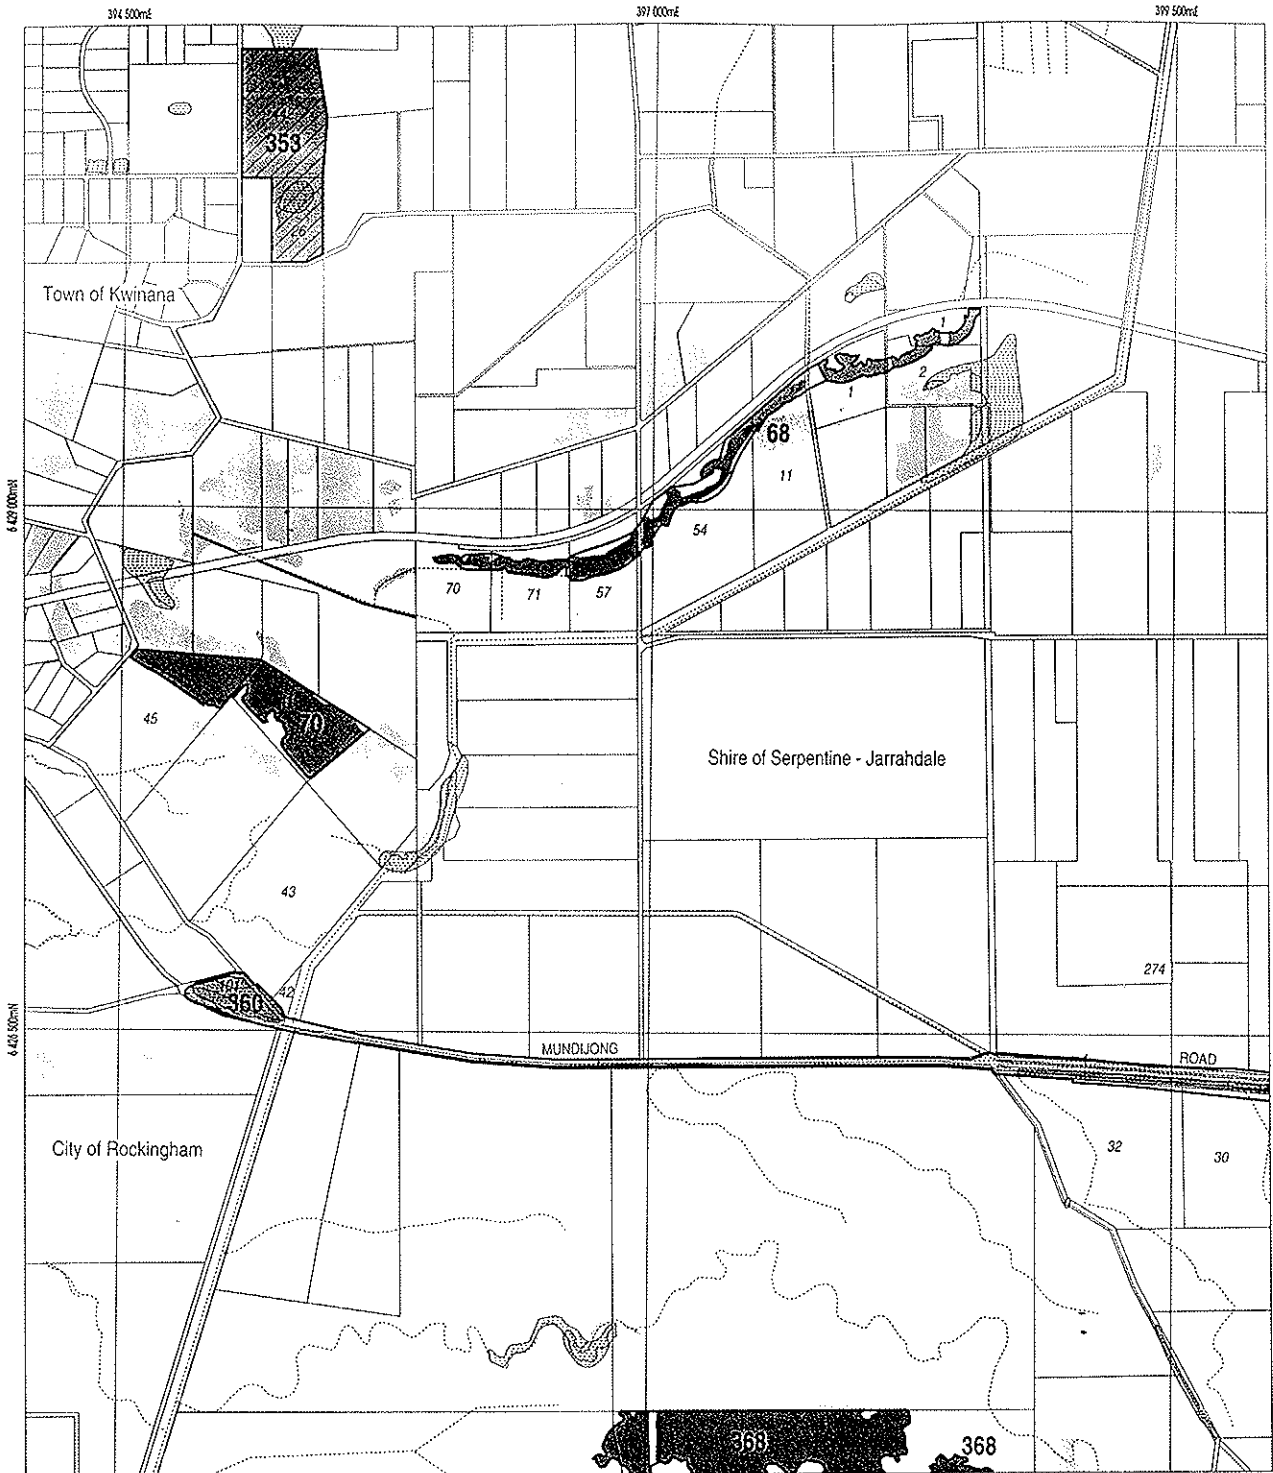 394 500mE
397 000mE
399 500mE
353
26
Town of Kwinana
1
2
1
68
11
6 429 000mN
54
70
71
57
45
70
Shire of Serpentine - Jarrahdale
43
274
101
42
360
6 426 500mN
MUNDIJONG
ROAD
City of Rockingham
32
30
368
368